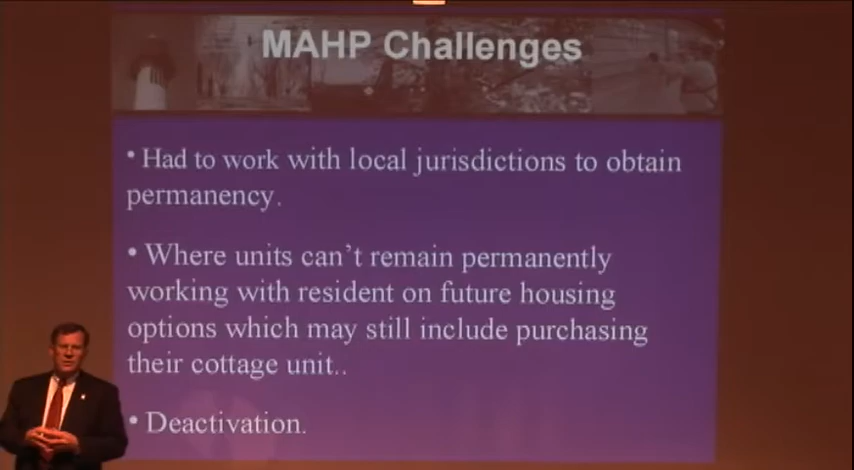 MAHP Challenges
• Had to work with local jurisdictions to obtain
permanency.
• Where units can’t remain permanently
working with resident on future housing
options which may still include purchasing
their cottage unit..
• Deactivation.